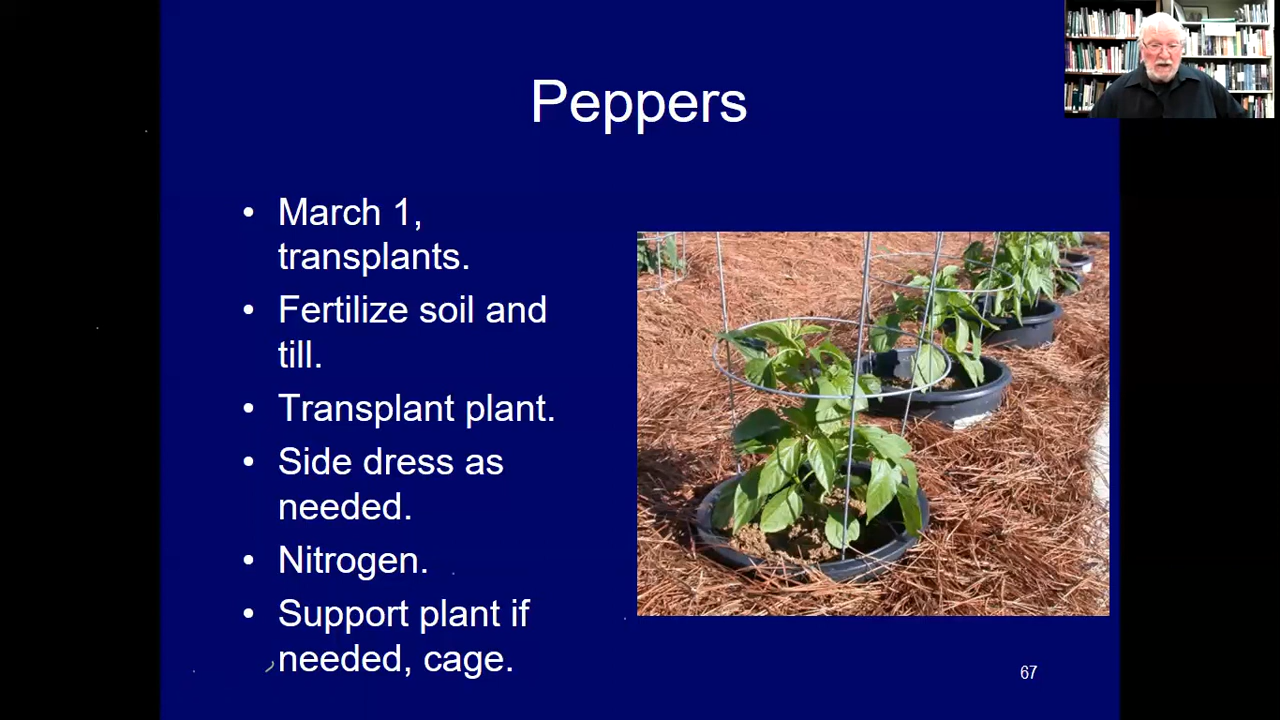 Peppers
• March 1,
transplants.
• Fertilize soil and
till.
• Transplant plant.
• Side dress as
needed.
• Nitrogen.
• Support plant if
needed, cage.
67